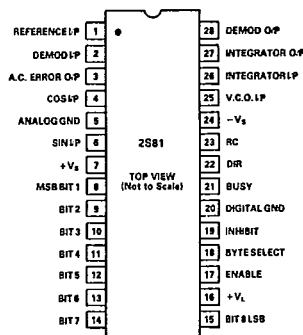 REFERENCE I/P 1
DEMOD I/P 2
A.C. ERROR O/P 3
COS I/P 4
ANALOG GND 5
SIN I/P 6
+Vs 7
MSB BIT 1 8
BIT 2 9
BIT 3 10
BIT 4 11
BIT 5 12
BIT 6 13
BIT 7 14
2S81
TOP VIEW
(Not to Scale)
28 DEMOD O/P
27 INTEGRATOR O/P
26 INTEGRATOR I/P
25 V.C.O. I/P
24 −Vs
23 RC
22 DIR
21 BUSY
20 DIGITAL GND
19 INHIBIT
18 BYTE SELECT
17 ENABLE
16 +VL
15 BIT 8 LSB